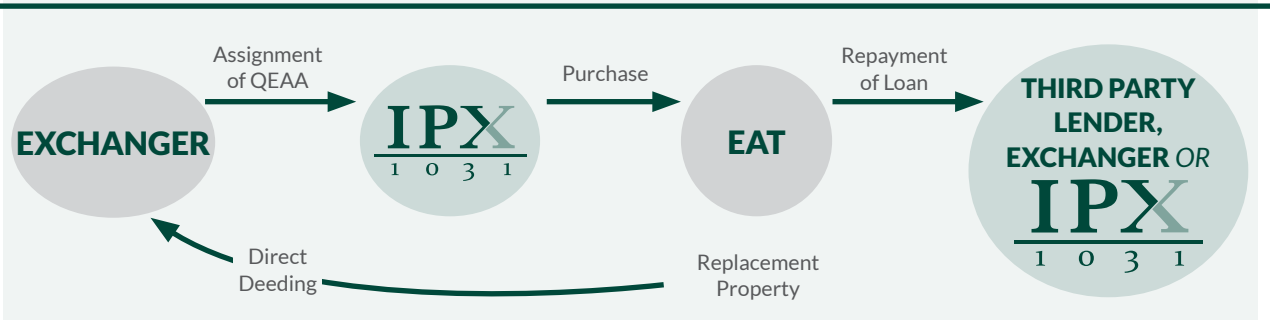 Assignment
of QEAA
Purchase
Repayment
of Loan
EXCHANGER
IPX
1 0 3 1
EAT
THIRD PARTY
LENDER,
EXCHANGER OR
IPX
1 0 3 1
Direct
Deeding
Replacement
Property